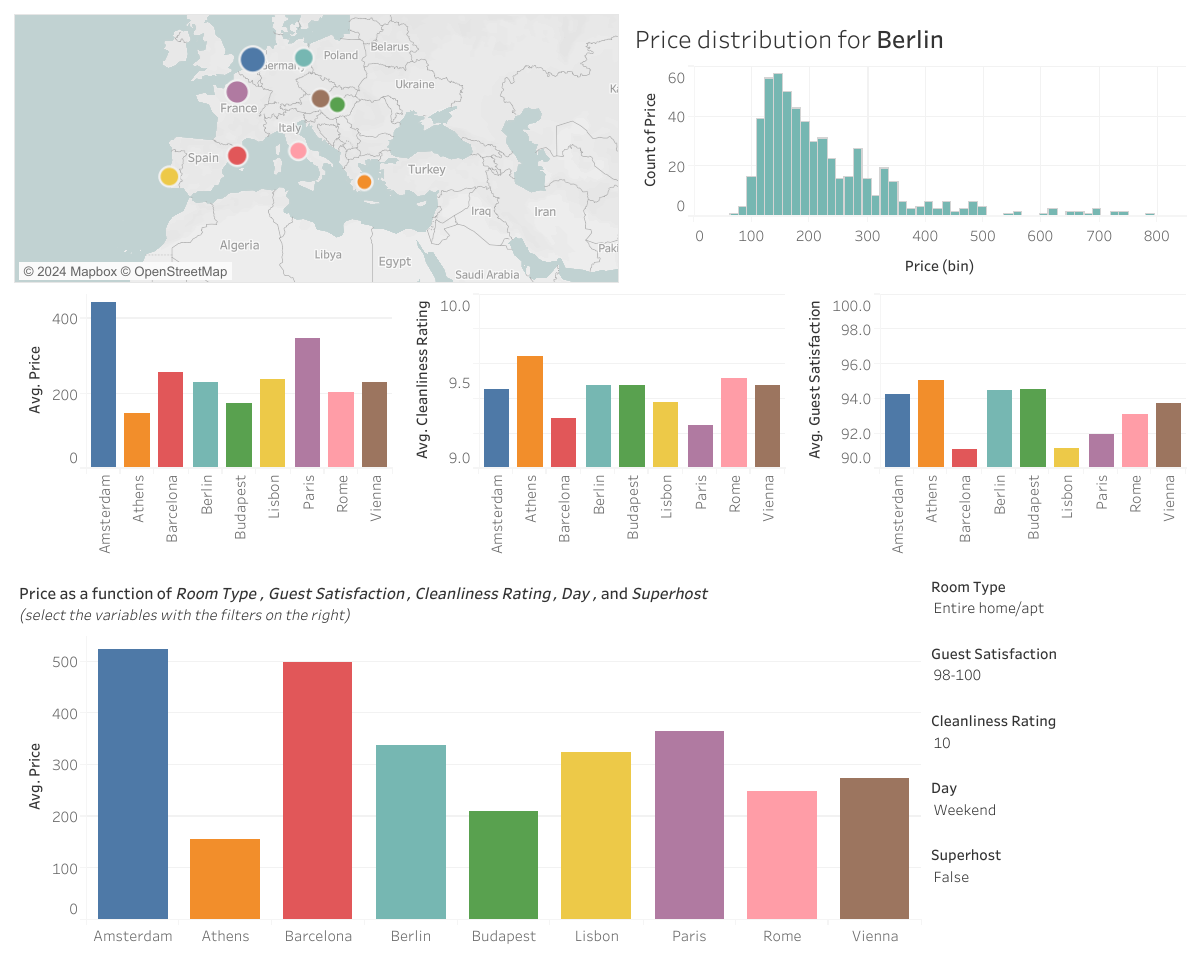 Belarus
Poland
Germany
Ukraine
France
Italy
Spain
Turkey
Iraq
Iran
Algeria
Libya
Egypt
Saudi Arabia
© 2024 Mapbox © OpenStreetMap
Price distribution for Berlin
Count of Price
60
40
20
0
0 100 200 300 400 500 600 700 800
Price (bin)
Avg. Price
400
200
0
Amsterdam
Athens
Barcelona
Berlin
Budapest
Lisbon
Paris
Rome
Vienna
Avg. Cleanliness Rating
10.0
9.5
9.0
Amsterdam
Athens
Barcelona
Berlin
Budapest
Lisbon
Paris
Rome
Vienna
Avg. Guest Satisfaction
100.0
98.0
96.0
94.0
92.0
90.0
Amsterdam
Athens
Barcelona
Berlin
Budapest
Lisbon
Paris
Rome
Vienna
Price as a function of Room Type , Guest Satisfaction , Cleanliness Rating , Day , and Superhost
(select the variables with the filters on the right)
Avg. Price
500
400
300
200
100
0
Amsterdam Athens Barcelona Berlin Budapest Lisbon Paris Rome Vienna
Room Type
Entire home/apt
Guest Satisfaction
98-100
Cleanliness Rating
10
Day
Weekend
Superhost
False